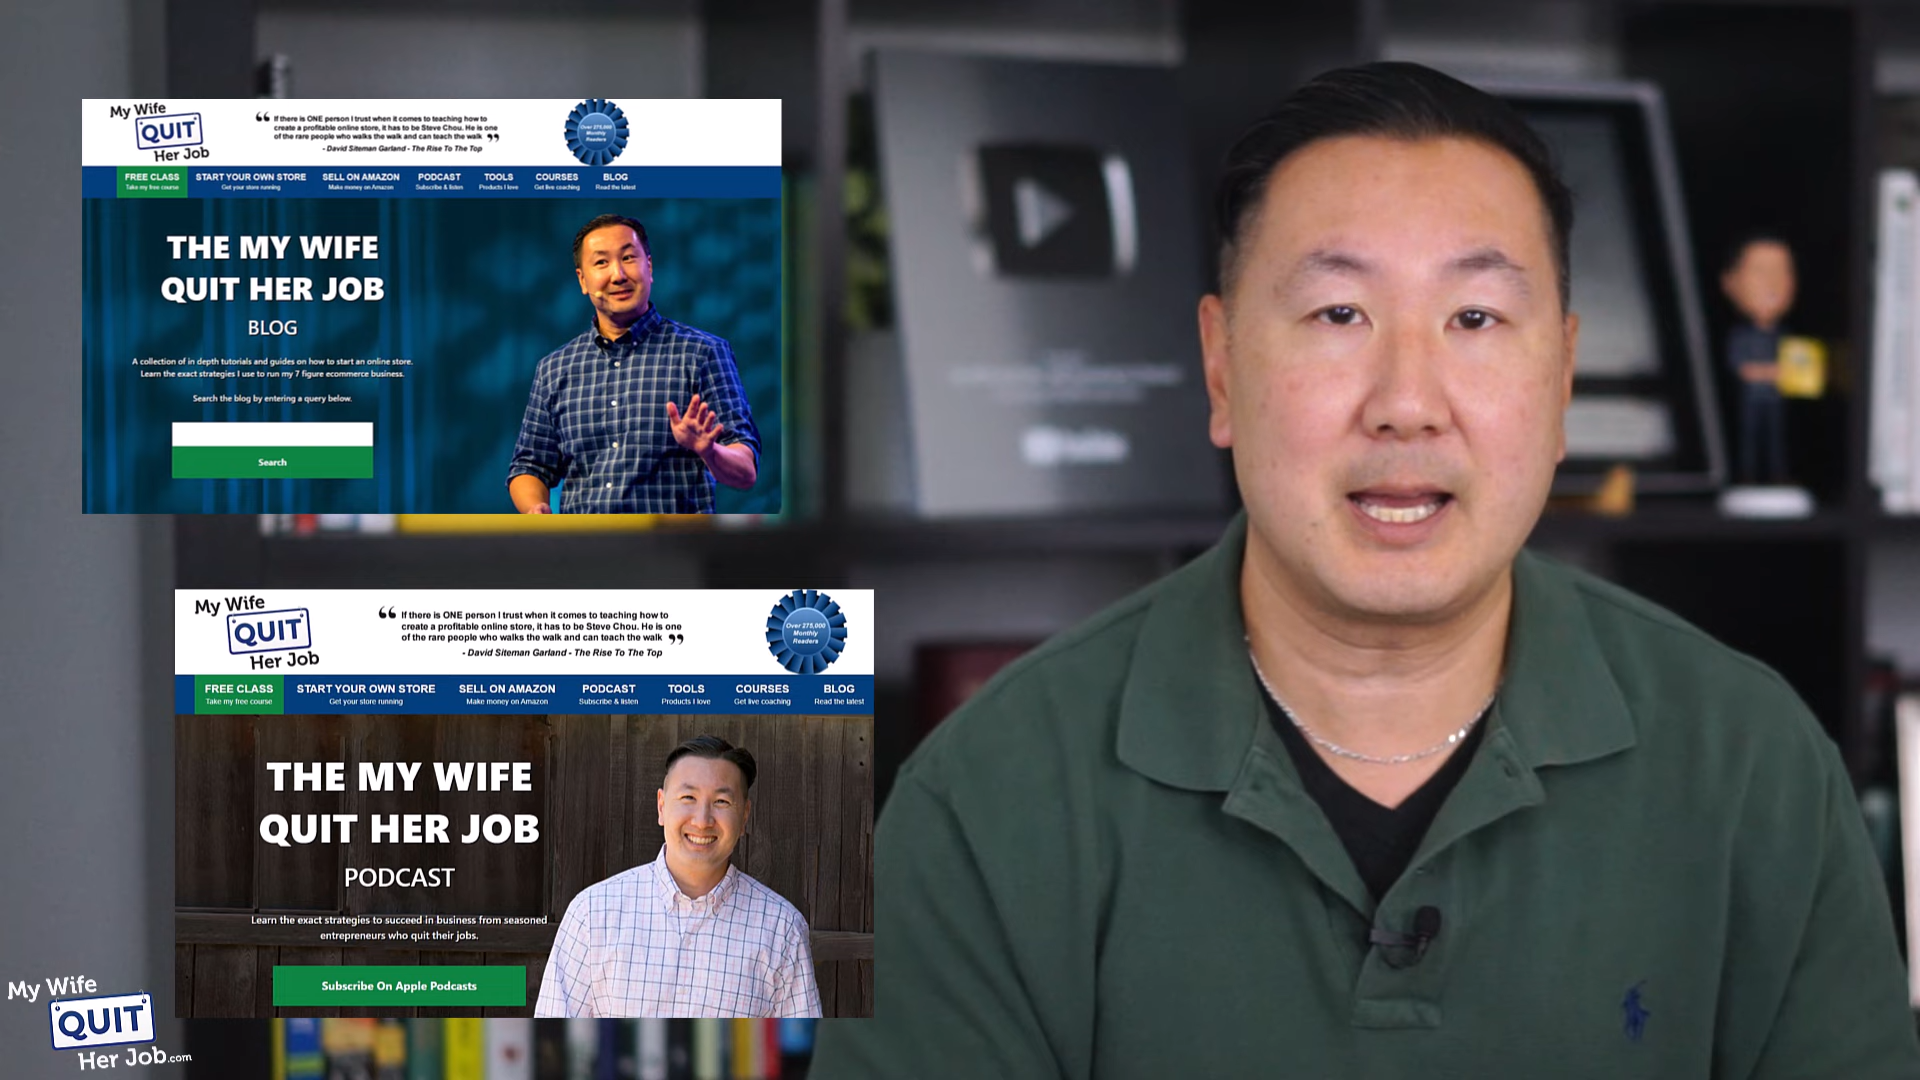 My Wife
QUIT
Her Job
“ If there is ONE person I trust when it comes to teaching how to
create a profitable online store, it has to be Steve Chou. He is one
of the rare people who walks the walk and can teach the walk ”
- David Siteman Garland - The Rise To The Top
Over 275,000
Monthly
Readers
FREE CLASS START YOUR OWN STORE SELL ON AMAZON PODCAST TOOLS COURSES BLOG
Take my free course Get your store running Make money on Amazon Subscribe & listen Products I love Get live coaching Read the latest
THE MY WIFE
QUIT HER JOB
BLOG
A collection of in depth tutorials and guides on how to start an online store.
Learn the exact strategies I use to run my 7 figure ecommerce business.
Search the blog by entering a query below.
Search
My Wife
QUIT
Her Job
“ If there is ONE person I trust when it comes to teaching how to
create a profitable online store, it has to be Steve Chou. He is one
of the rare people who walks the walk and can teach the walk ”
- David Siteman Garland - The Rise To The Top
Over 275,000
Monthly
Readers
FREE CLASS START YOUR OWN STORE SELL ON AMAZON PODCAST TOOLS COURSES BLOG
Take my free course Get your store running Make money on Amazon Subscribe & listen Products I love Get live coaching Read the latest
THE MY WIFE
QUIT HER JOB
PODCAST
Learn the exact strategies to succeed in business from seasoned
entrepreneurs who quit their jobs.
Subscribe On Apple Podcasts
My Wife
QUIT
Her Job.com